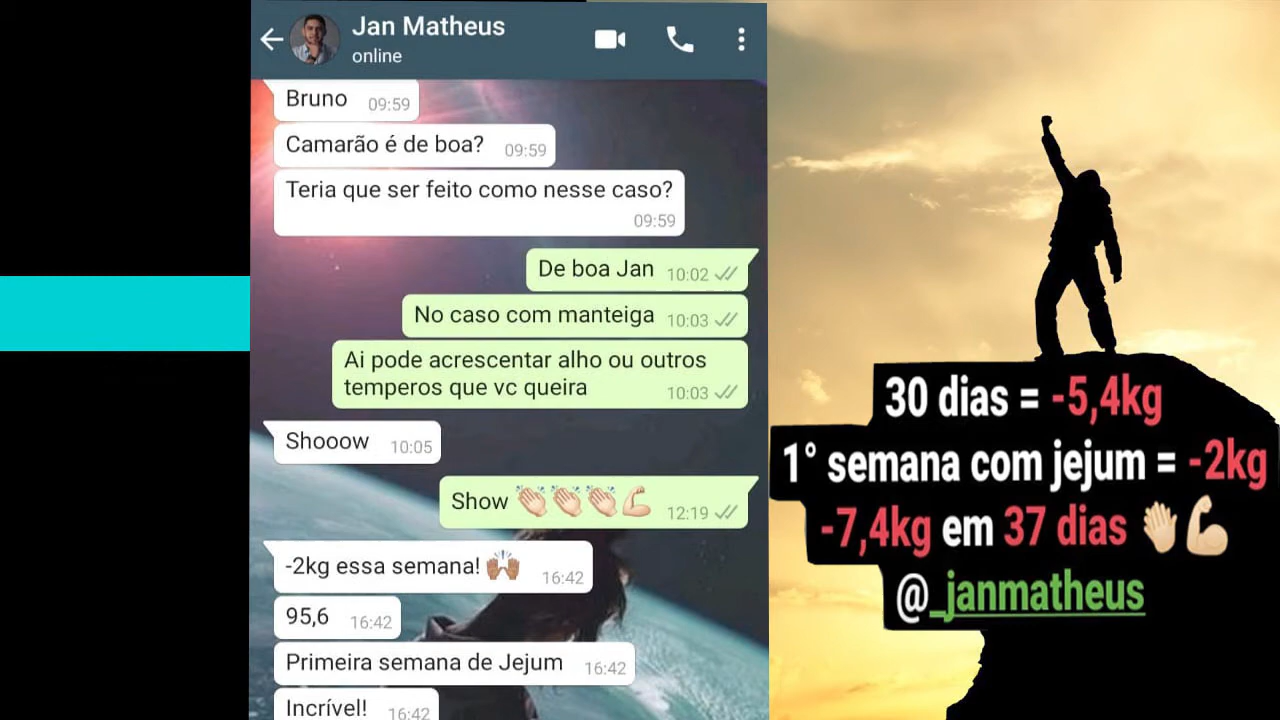 Jan Matheus
online
Bruno 09:59
Camarão é de boa? 09:59
Teria que ser feito como nesse caso?
09:59
De boa Jan 10:02
No caso com manteiga 10:03
Ai pode acrescentar alho ou outros
temperos que vc queira 10:03
Shooow 10:05
Show 👏🏻👏🏻👏🏻💪🏻 12:19
-2kg essa semana! 🙌🏽 16:42
95,6 16:42
Primeira semana de Jejum 16:42
Incrível! 16:42
30 dias = -5,4kg
1° semana com jejum = -2kg
-7,4kg em 37 dias 👏🏻💪🏻
@_janmatheus